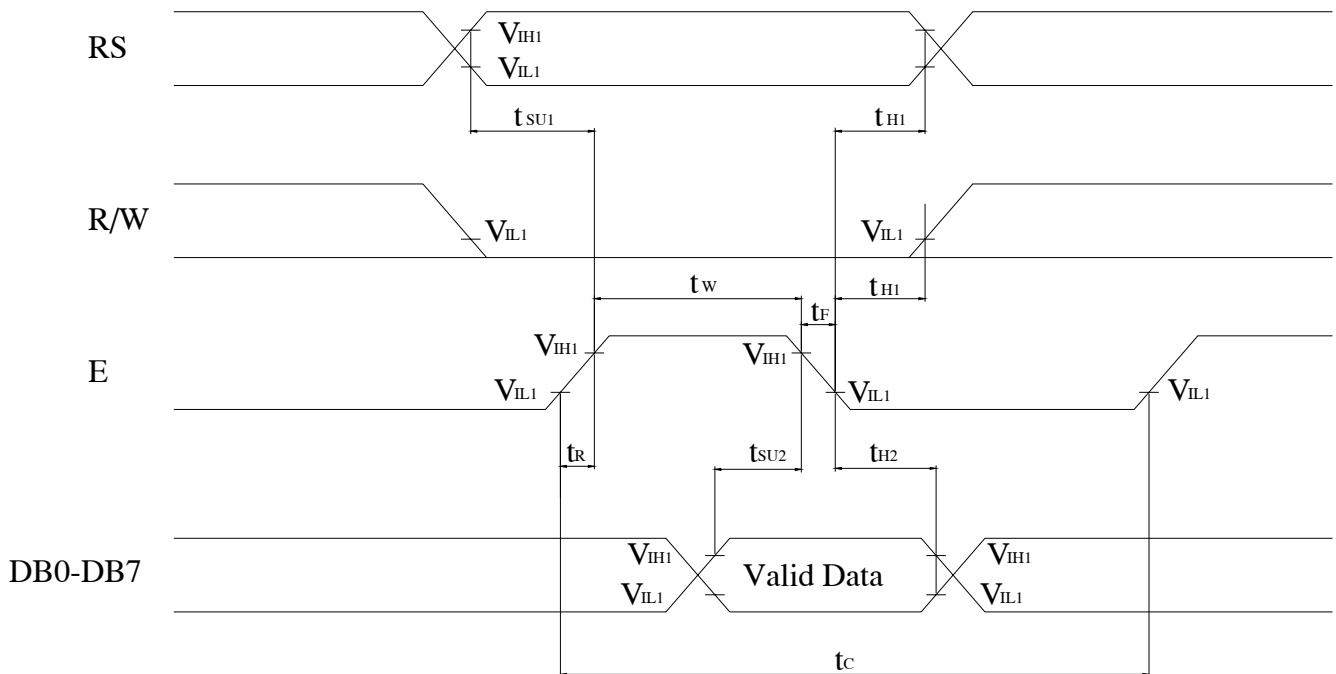 RS
VIH1
VIL1
tSU1
tH1
R/W
VIL1
VIL1
tW
tH1
tF
E
VIH1
VIH1
VIL1
VIL1
VIL1
tR
tSU2
tH2
DB0-DB7
VIH1
VIH1
Valid Data
VIL1
VIL1
tC